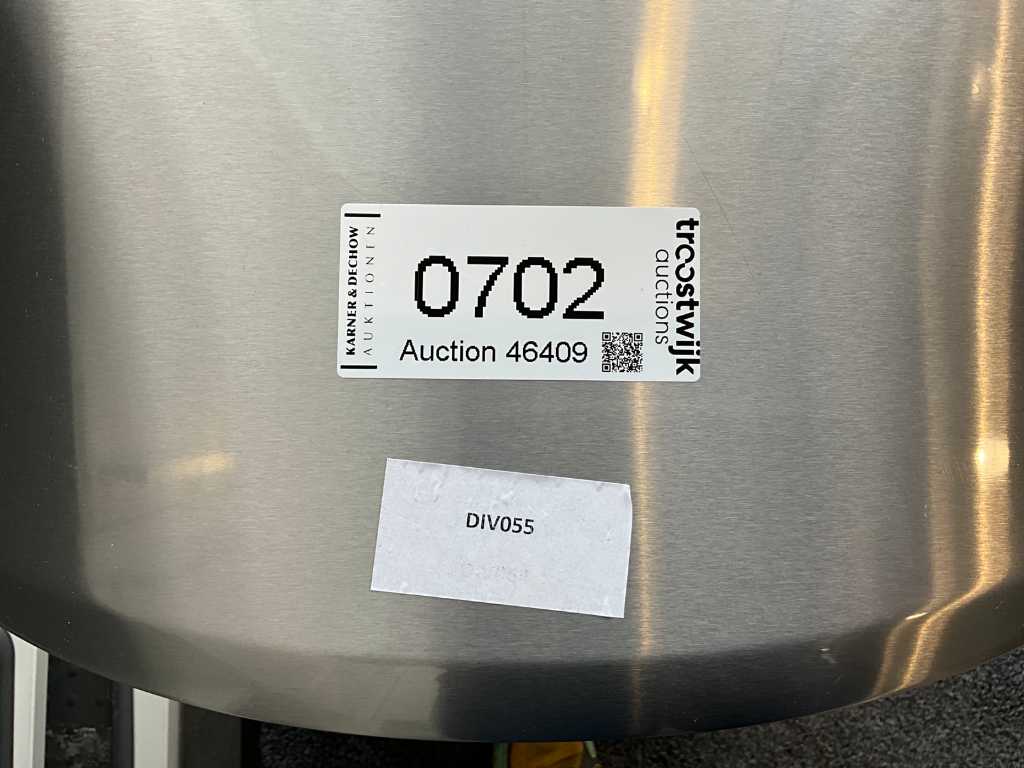 KARNER & DECHOW
AUKTIONEN
0702
Auction 46409
troostwijk
auctions
DIV055